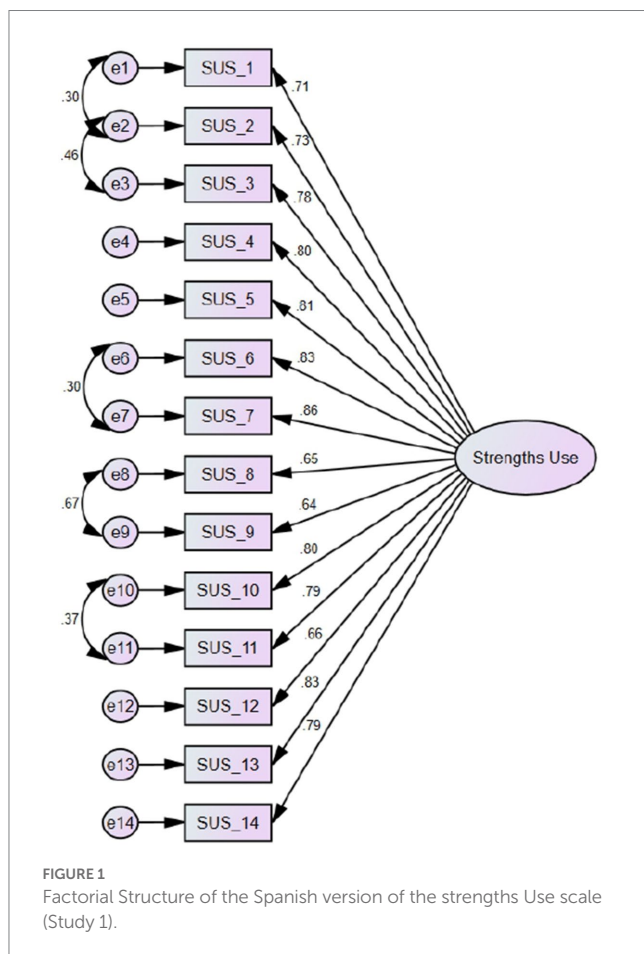 e1 SUS_1 .71
.30
e2 SUS_2 .73
.46
e3 SUS_3 .78
e4 SUS_4 .80
e5 SUS_5 .81
e6 SUS_6 .83
.30
e7 SUS_7 .86
Strengths Use
e8 SUS_8 .65
.67
e9 SUS_9 .64
e10 SUS_10 .80
.37
.79
e11 SUS_11 .66
e12 SUS_12 .83
.79
e13 SUS_13
e14 SUS_14
FIGURE 1
Factorial Structure of the Spanish version of the strengths Use scale
(Study 1).